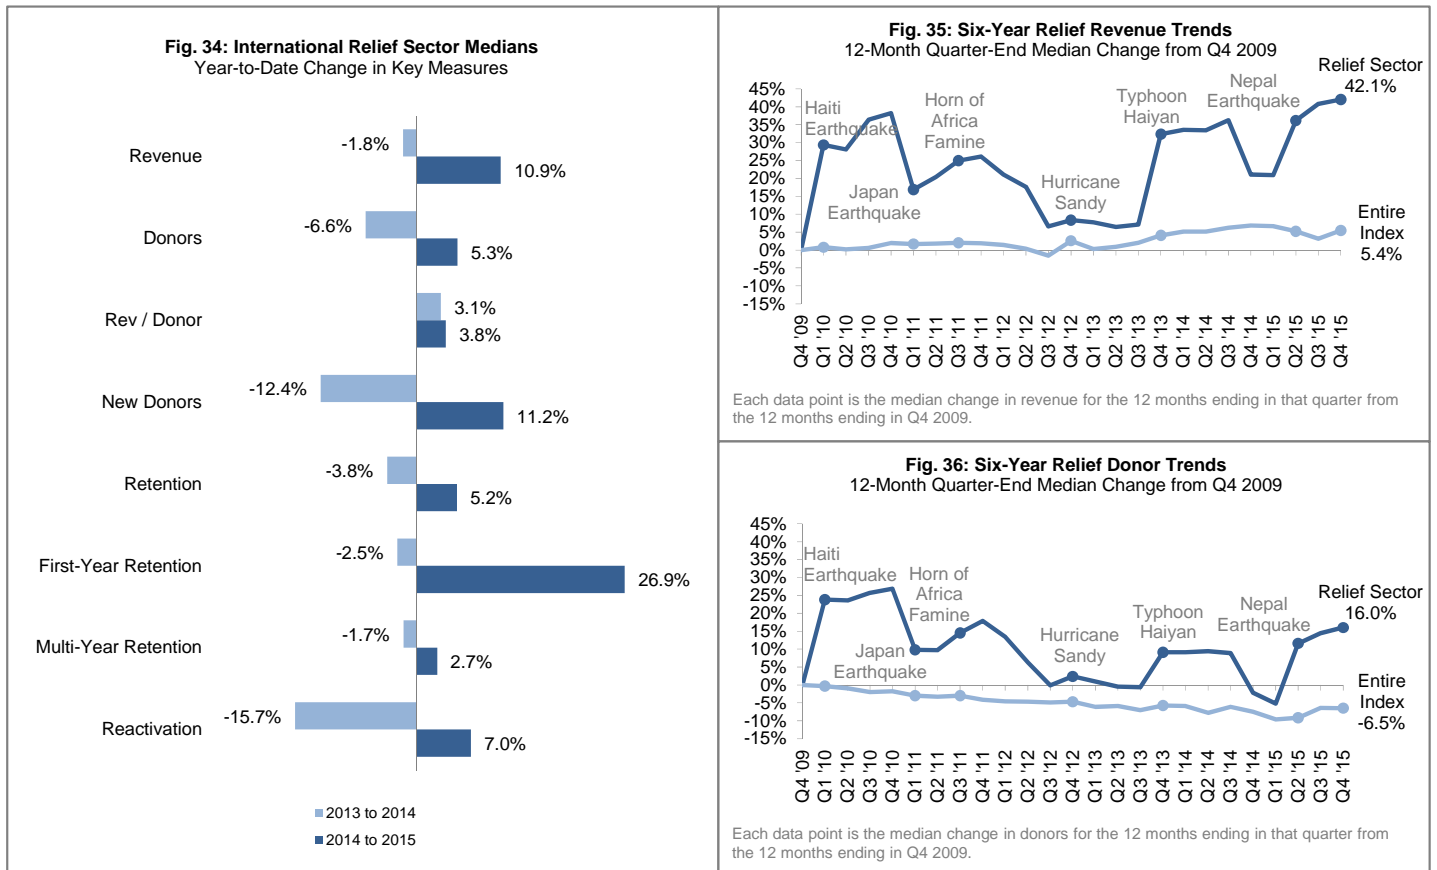 Fig. 34: International Relief Sector Medians
Year-to-Date Change in Key Measures
Revenue
-1.8%
10.9%
Donors
-6.6%
5.3%
Rev / Donor
3.1%
3.8%
New Donors
-12.4%
11.2%
Retention
-3.8%
5.2%
First-Year Retention
-2.5%
26.9%
Multi-Year Retention
-1.7%
2.7%
Reactivation
-15.7%
7.0%
2013 to 2014
2014 to 2015
Fig. 35: Six-Year Relief Revenue Trends
12-Month Quarter-End Median Change from Q4 2009
45%
40%
35%
30%
25%
20%
15%
10%
5%
0%
-5%
-10%
-15%
Haiti
Earthquake
Japan
Earthquake
Horn of
Africa
Famine
Hurricane
Sandy
Typhoon
Haiyan
Nepal
Earthquake
Relief Sector
42.1%
Entire
Index
5.4%
Q4 '09
Q1 '10
Q2 '10
Q3 '10
Q4 '10
Q1 '11
Q2 '11
Q3 '11
Q4 '11
Q1 '12
Q2 '12
Q3 '12
Q4 '12
Q1 '13
Q2 '13
Q3 '13
Q4 '13
Q1 '14
Q2 '14
Q3 '14
Q4 '14
Q1 '15
Q2 '15
Q3 '15
Q4 '15
Each data point is the median change in revenue for the 12 months ending in that quarter from
the 12 months ending in Q4 2009.
Fig. 36: Six-Year Relief Donor Trends
12-Month Quarter-End Median Change from Q4 2009
45%
40%
35%
30%
25%
20%
15%
10%
5%
0%
-5%
-10%
-15%
Haiti
Earthquake
Japan
Earthquake
Horn of
Africa
Famine
Hurricane
Sandy
Typhoon
Haiyan
Nepal
Earthquake
Relief Sector
16.0%
Entire
Index
-6.5%
Q4 '09
Q1 '10
Q2 '10
Q3 '10
Q4 '10
Q1 '11
Q2 '11
Q3 '11
Q4 '11
Q1 '12
Q2 '12
Q3 '12
Q4 '12
Q1 '13
Q2 '13
Q3 '13
Q4 '13
Q1 '14
Q2 '14
Q3 '14
Q4 '14
Q1 '15
Q2 '15
Q3 '15
Q4 '15
Each data point is the median change in donors for the 12 months ending in that quarter from
the 12 months ending in Q4 2009.